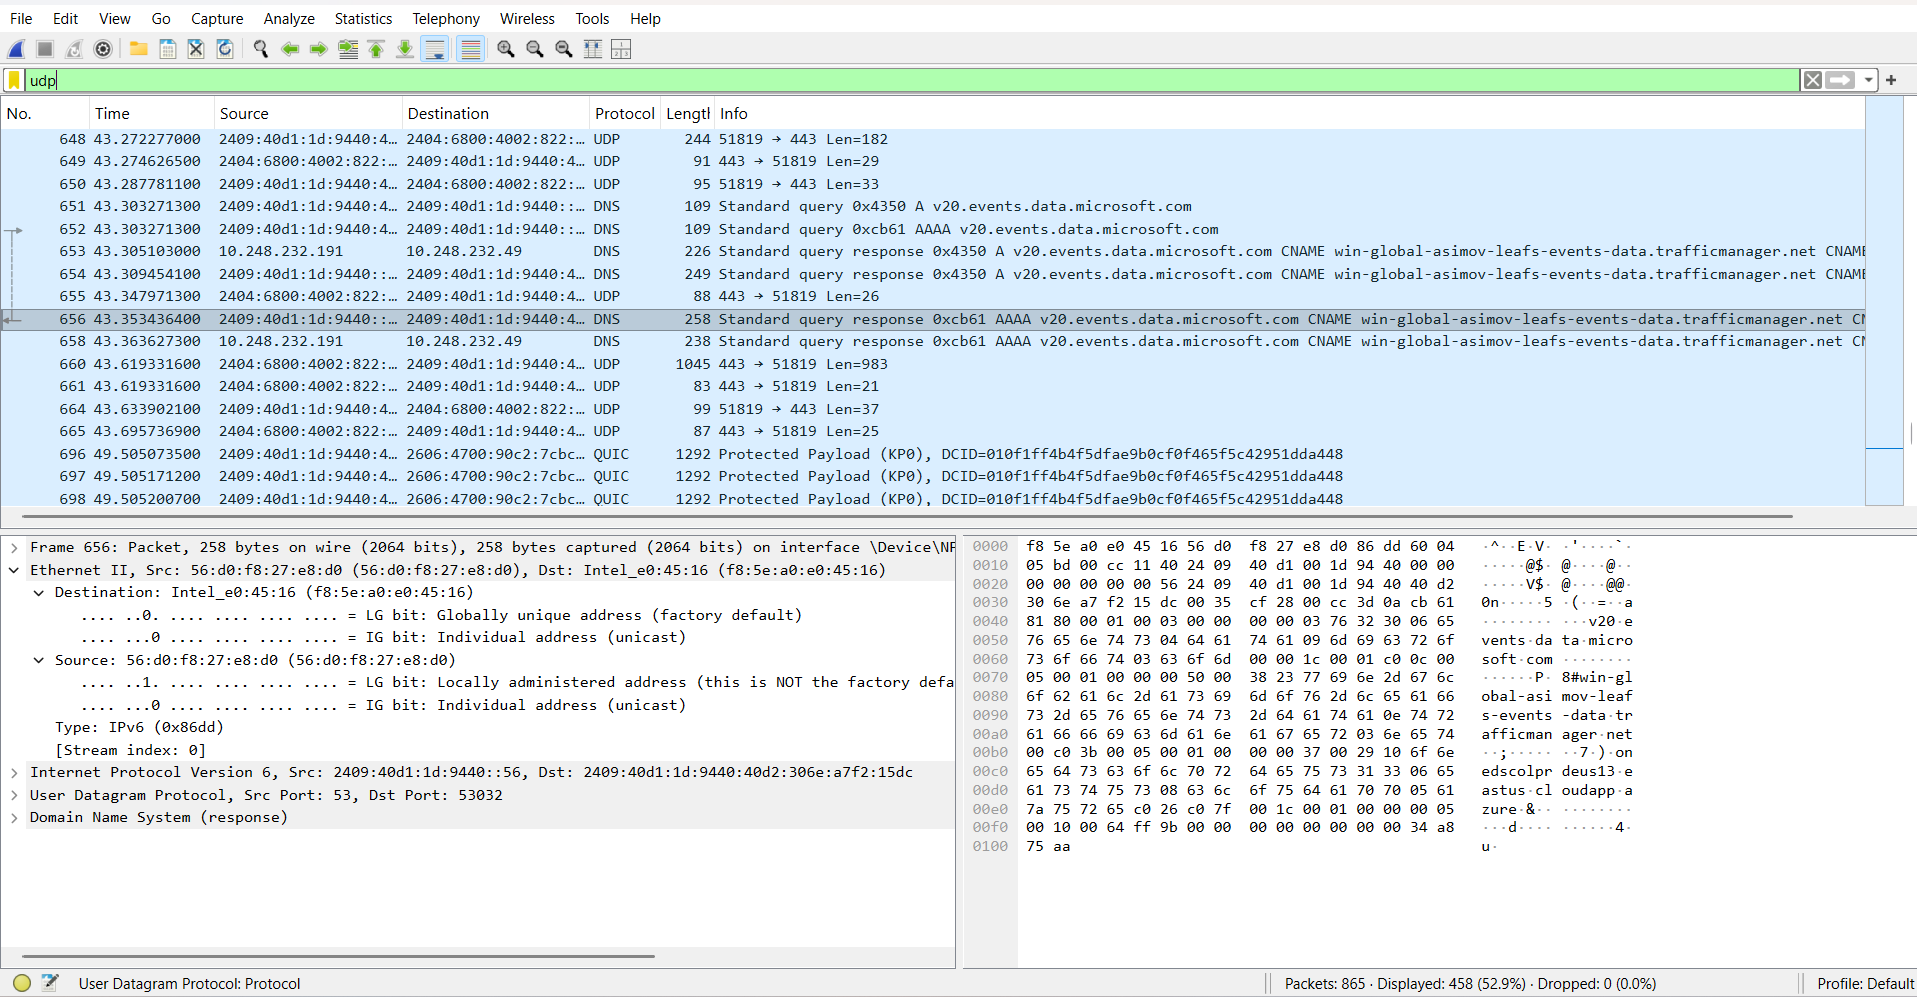 File Edit View Go Capture Analyze Statistics Telephony Wireless Tools Help
udp
No. Time Source Destination Protocol Length Info
648 43.272277000 2409:40d1:1d:9440:4… 2404:6800:4002:822:… UDP 244 51819 → 443 Len=182
649 43.274626500 2404:6800:4002:822:… 2409:40d1:1d:9440:4… UDP 91 443 → 51819 Len=29
650 43.287781100 2409:40d1:1d:9440:4… 2404:6800:4002:822:… UDP 95 51819 → 443 Len=33
651 43.303271300 2409:40d1:1d:9440:4… 2409:40d1:1d:9440::… DNS 109 Standard query 0x4350 A v20.events.data.microsoft.com
652 43.303271300 2409:40d1:1d:9440:4… 2409:40d1:1d:9440::… DNS 109 Standard query 0xcb61 AAAA v20.events.data.microsoft.com
653 43.305103000 10.248.232.191 10.248.232.49 DNS 226 Standard query response 0x4350 A v20.events.data.microsoft.com CNAME win-global-asimov-leafs-events-data.trafficmanager.net CNAME
654 43.309454100 2409:40d1:1d:9440::… 2409:40d1:1d:9440:4… DNS 249 Standard query response 0x4350 A v20.events.data.microsoft.com CNAME win-global-asimov-leafs-events-data.trafficmanager.net CNAME
655 43.347971300 2404:6800:4002:822:… 2409:40d1:1d:9440:4… UDP 88 443 → 51819 Len=26
656 43.353436400 2409:40d1:1d:9440::… 2409:40d1:1d:9440:4… DNS 258 Standard query response 0xcb61 AAAA v20.events.data.microsoft.com CNAME win-global-asimov-leafs-events-data.trafficmanager.net CN
658 43.363627300 10.248.232.191 10.248.232.49 DNS 238 Standard query response 0xcb61 AAAA v20.events.data.microsoft.com CNAME win-global-asimov-leafs-events-data.trafficmanager.net CN
660 43.619331600 2404:6800:4002:822:… 2409:40d1:1d:9440:4… UDP 1045 443 → 51819 Len=983
661 43.619331600 2404:6800:4002:822:… 2409:40d1:1d:9440:4… UDP 83 443 → 51819 Len=21
664 43.633902100 2409:40d1:1d:9440:4… 2404:6800:4002:822:… UDP 99 51819 → 443 Len=37
665 43.695736900 2404:6800:4002:822:… 2409:40d1:1d:9440:4… UDP 87 443 → 51819 Len=25
696 49.505073500 2409:40d1:1d:9440:4… 2606:4700:90c2:7cbc… QUIC 1292 Protected Payload (KP0), DCID=010f1ff4b4f5dfae9b0cf0f465f5c42951dda448
697 49.505171200 2409:40d1:1d:9440:4… 2606:4700:90c2:7cbc… QUIC 1292 Protected Payload (KP0), DCID=010f1ff4b4f5dfae9b0cf0f465f5c42951dda448
698 49.505200700 2409:40d1:1d:9440:4… 2606:4700:90c2:7cbc… QUIC 1292 Protected Payload (KP0), DCID=010f1ff4b4f5dfae9b0cf0f465f5c42951dda448
Frame 656: Packet, 258 bytes on wire (2064 bits), 258 bytes captured (2064 bits) on interface \Device\NP
Ethernet II, Src: 56:d0:f8:27:e8:d0 (56:d0:f8:27:e8:d0), Dst: Intel_e0:45:16 (f8:5e:a0:e0:45:16)
Destination: Intel_e0:45:16 (f8:5e:a0:e0:45:16)
.... ..0. .... .... .... .... = LG bit: Globally unique address (factory default)
.... ...0 .... .... .... .... = IG bit: Individual address (unicast)
Source: 56:d0:f8:27:e8:d0 (56:d0:f8:27:e8:d0)
.... ..1. .... .... .... .... = LG bit: Locally administered address (this is NOT the factory defa
.... ...0 .... .... .... .... = IG bit: Individual address (unicast)
Type: IPv6 (0x86dd)
[Stream index: 0]
Internet Protocol Version 6, Src: 2409:40d1:1d:9440::56, Dst: 2409:40d1:1d:9440:40d2:306e:a7f2:15dc
User Datagram Protocol, Src Port: 53, Dst Port: 53032
Domain Name System (response)
0000 f8 5e a0 e0 45 16 56 d0 f8 27 e8 d0 86 dd 60 04 ·^··E·V· ·'····`·
0010 05 bd 00 cc 11 40 24 09 40 d1 00 1d 94 40 00 00 ·····@$· @····@··
0020 00 00 00 00 00 56 24 09 40 d1 00 1d 94 40 40 d2 ·····V$· @····@@·
0030 30 6e a7 f2 15 dc 00 35 cf 28 00 cc 3d 0a cb 61 0n·····5 ·(··=··a
0040 81 80 00 01 00 03 00 00 00 00 03 76 32 30 06 65 ········ ···v20·e
0050 76 65 6e 74 73 04 64 61 74 61 09 6d 69 63 72 6f vents·da ta·micro
0060 73 6f 66 74 03 63 6f 6d 00 00 1c 00 01 c0 0c 00 soft·com ········
0070 05 00 01 00 00 00 50 00 38 23 77 69 6e 2d 67 6c ······P· 8#win-gl
0080 6f 62 61 6c 2d 61 73 69 6d 6f 76 2d 6c 65 61 66 obal-asi mov-leaf
0090 73 2d 65 76 65 6e 74 73 2d 64 61 74 61 0e 74 72 s-events -data·tr
00a0 61 66 66 69 63 6d 61 6e 61 67 65 72 03 6e 65 74 afficman ager·net
00b0 00 c0 3b 00 05 00 01 00 00 00 37 00 29 10 6f 6e ··;····· ··7·)·on
00c0 65 64 73 63 6f 6c 70 72 64 65 75 73 31 33 06 65 edscolpr deus13·e
00d0 61 73 74 75 73 08 63 6c 6f 75 64 61 70 70 05 61 astus·cl oudapp·a
00e0 7a 75 72 65 c0 26 c0 7f 00 1c 00 01 00 00 00 05 zure·&·· ········
00f0 00 10 00 64 ff 9b 00 00 00 00 00 00 00 00 34 a8 ···d···· ······4·
0100 75 aa u·
User Datagram Protocol: Protocol
Packets: 865 · Displayed: 458 (52.9%) · Dropped: 0 (0.0%)
Profile: Default